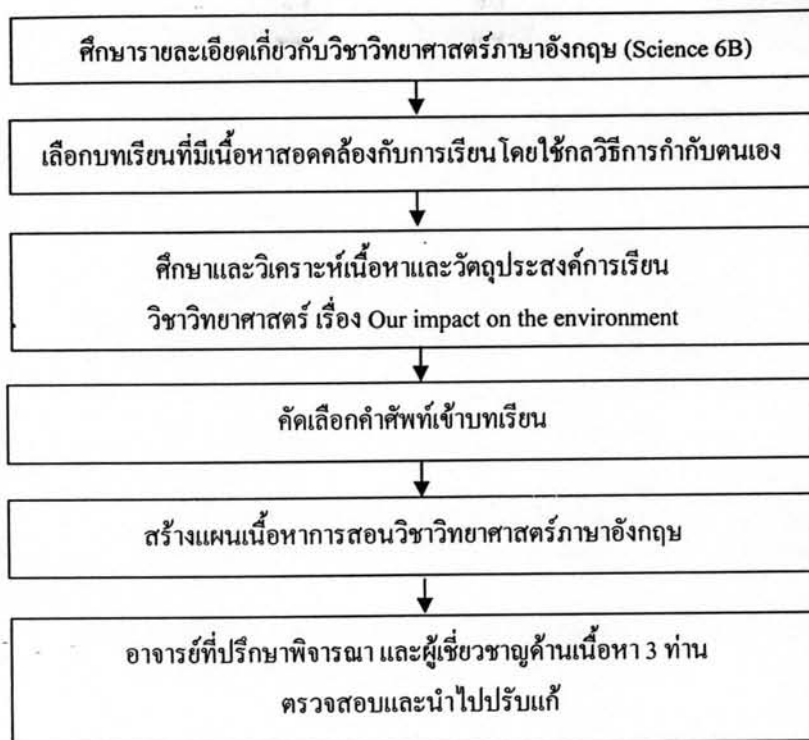 ศึกษารายละเอียดเกี่ยวกับวิชาวิทยาศาสตร์ภาษาอังกฤษ (Science 6B)
เลือกบทเรียนที่มีเนื้อหาสอดคล้องกับการเรียนโดยใช้กลวิธีการกำกับตนเอง
ศึกษาและวิเคราะห์เนื้อหาและวัตถุประสงค์การเรียน
วิชาวิทยาศาสตร์ เรื่อง Our impact on the environment
คัดเลือกคำศัพท์เข้าบทเรียน
สร้างแผนเนื้อหาการสอนวิชาวิทยาศาสตร์ภาษาอังกฤษ
อาจารย์ที่ปรึกษาพิจารณา และผู้เชี่ยวชาญด้านเนื้อหา 3 ท่าน
ตรวจสอบและนำไปปรับแก้